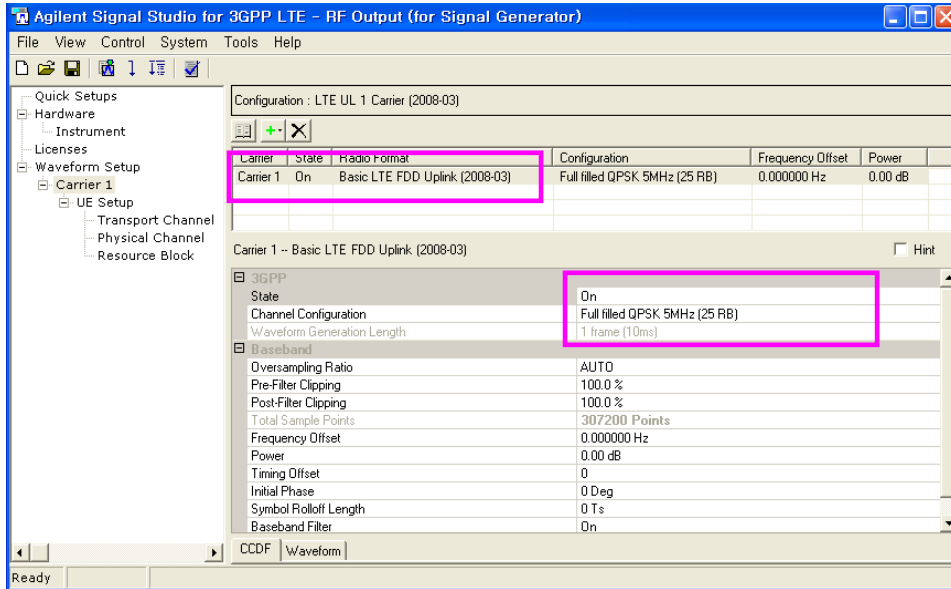 Agilent Signal Studio for 3GPP LTE - RF Output (for Signal Generator)
File View Control System Tools Help
Quick Setups
Hardware
Instrument
Licenses
Waveform Setup
Carrier 1
UE Setup
Transport Channel
Physical Channel
Resource Block
Configuration : LTE UL 1 Carrier (2008-03)
Carrier State Radio Format Configuration Frequency Offset Power
Carrier 1 On Basic LTE FDD Uplink (2008-03) Full filled QPSK 5MHz (25 RB) 0.000000 Hz 0.00 dB
Carrier 1 -- Basic LTE FDD Uplink (2008-03) Hint
3GPP
State On
Channel Configuration Full filled QPSK 5MHz (25 RB)
Waveform Generation Length 1 frame (10ms)
Baseband
Oversampling Ratio AUTO
Pre-Filter Clipping 100.0 %
Post-Filter Clipping 100.0 %
Total Sample Points 307200 Points
Frequency Offset 0.000000 Hz
Power 0.00 dB
Timing Offset 0
Initial Phase 0 Deg
Symbol Rolloff Length 0 Ts
Baseband Filter On
CCDF Waveform
Ready